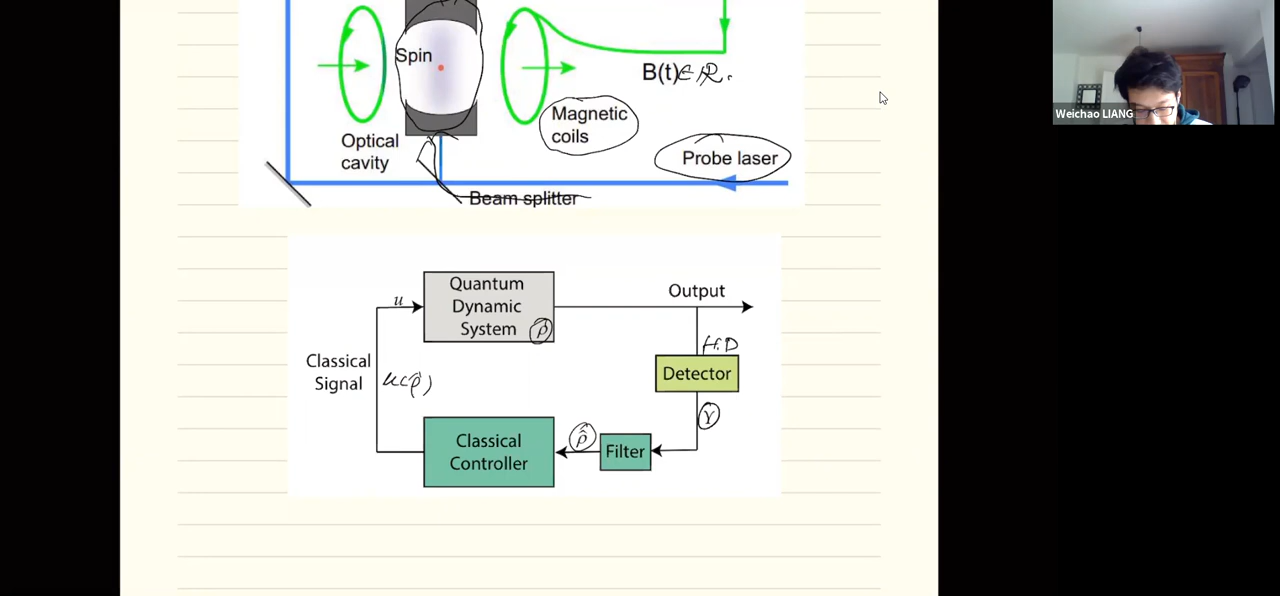 Spin
B(t)∈ℝ.
Magnetic
coils
Optical
cavity
Probe laser
Beam splitter
Weichao LIANG
Quantum
Dynamic
System ρ
u
Output
H.D
Detector
Y
Classical
Signal
u(ρ̂)
Classical
Controller
ρ̂
Filter